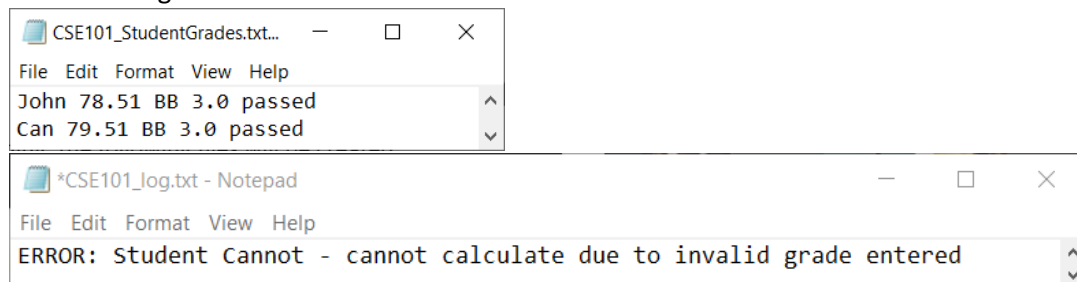 CSE101_StudentGrades.txt...
File Edit Format View Help
John 78.51 BB 3.0 passed
Can 79.51 BB 3.0 passed
*CSE101_log.txt - Notepad
File Edit Format View Help
ERROR: Student Cannot - cannot calculate due to invalid grade entered